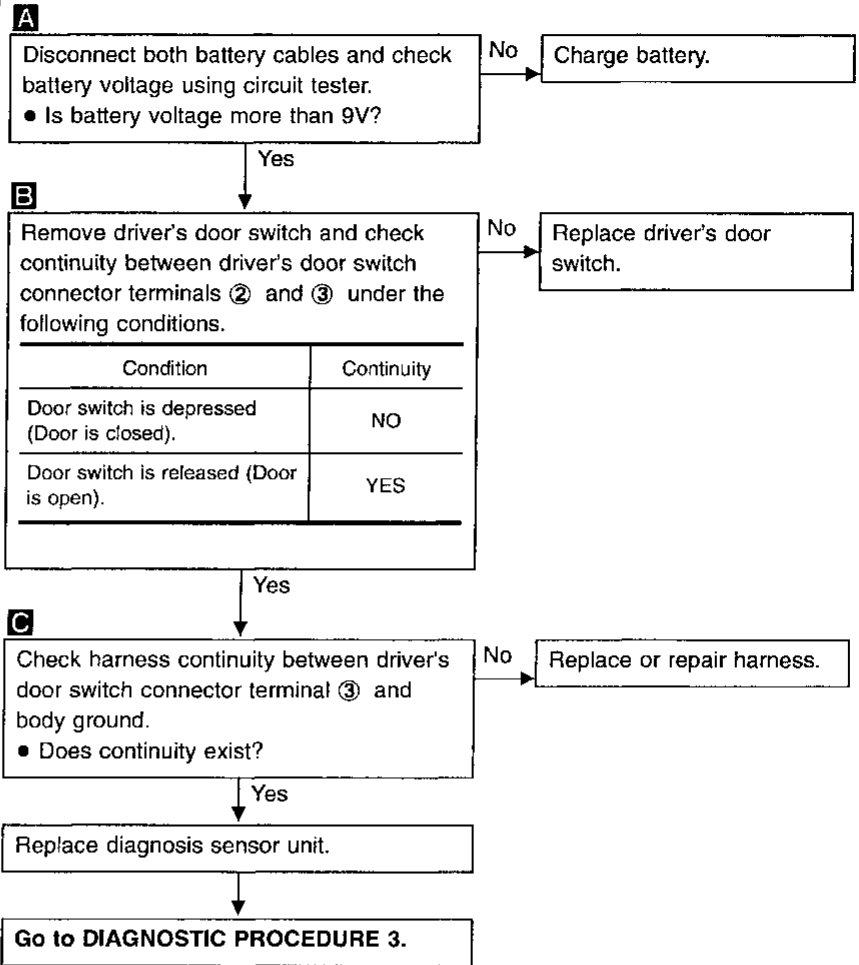 A
Disconnect both battery cables and check
battery voltage using circuit tester.
● Is battery voltage more than 9V?
No
Charge battery.
Yes
B
Remove driver's door switch and check
continuity between driver's door switch
connector terminals ② and ③ under the
following conditions.
Condition Continuity
Door switch is depressed
(Door is closed).
NO
Door switch is released (Door
is open).
YES
No
Replace driver's door
switch.
Yes
C
Check harness continuity between driver's
door switch connector terminal ③ and
body ground.
● Does continuity exist?
No
Replace or repair harness.
Yes
Replace diagnosis sensor unit.
Go to DIAGNOSTIC PROCEDURE 3.